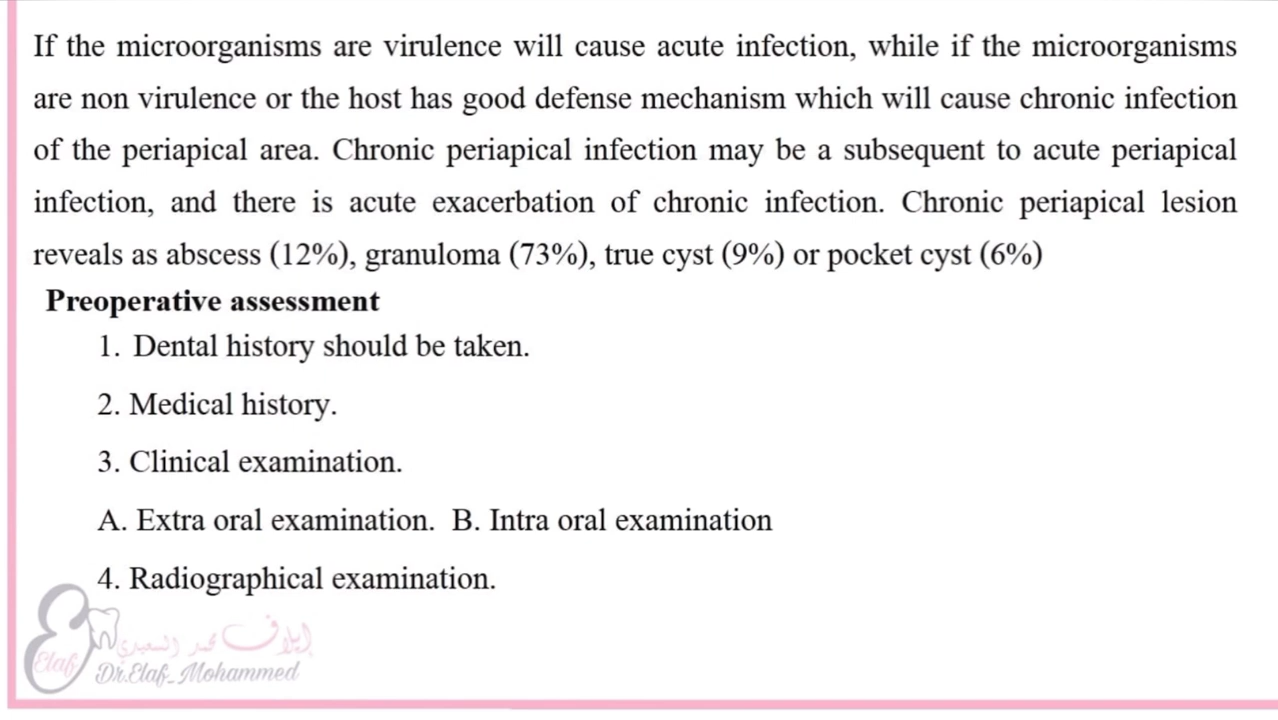 If the microorganisms are virulence will cause acute infection, while if the microorganisms
are non virulence or the host has good defense mechanism which will cause chronic infection
of the periapical area. Chronic periapical infection may be a subsequent to acute periapical
infection, and there is acute exacerbation of chronic infection. Chronic periapical lesion
reveals as abscess (12%), granuloma (73%), true cyst (9%) or pocket cyst (6%)
Preoperative assessment
1. Dental history should be taken.
2. Medical history.
3. Clinical examination.
A. Extra oral examination. B. Intra oral examination
4. Radiographical examination.
إيلاف محمد السعيدي
Elaf
Dr.Elaf_Mohammed